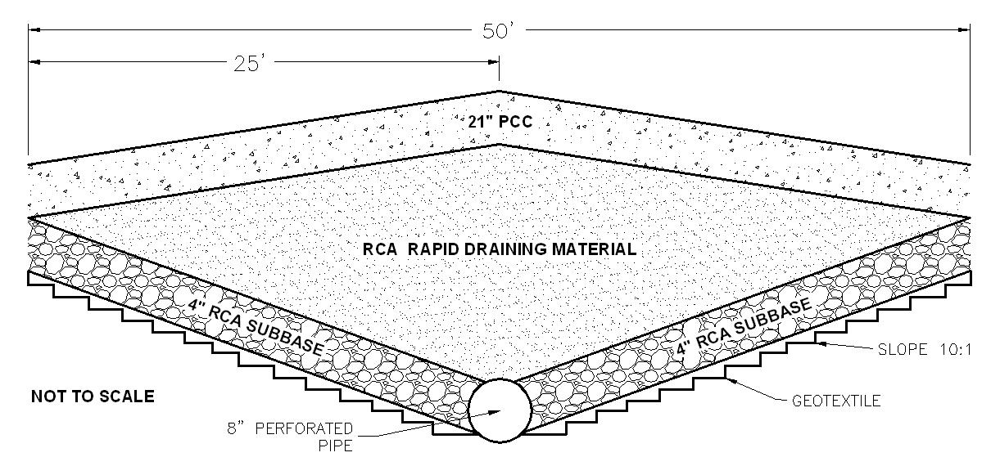 50'
25'
21" PCC
RCA RAPID DRAINING MATERIAL
4" RCA SUBBASE
4" RCA SUBBASE
SLOPE 10:1
NOT TO SCALE
GEOTEXTILE
8" PERFORATED
PIPE